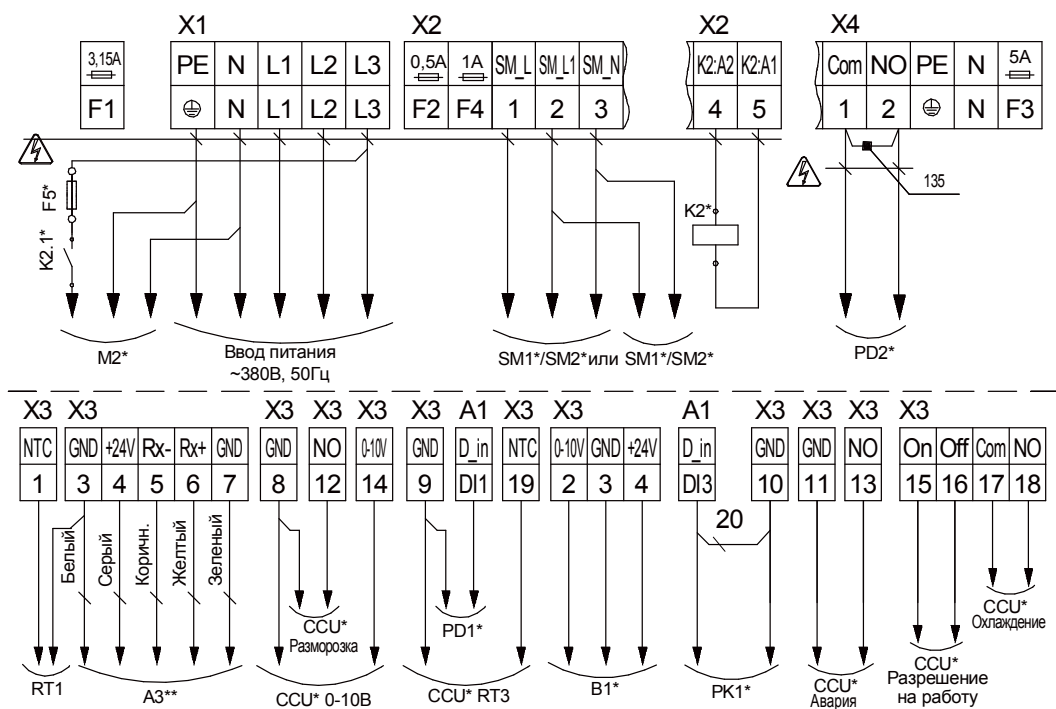 X1 X2 X2 X4
3,15A PE N L1 L2 L3 0,5A 1A SM_L SM_L1 SM_N K2:A2 K2:A1 Com NO PE N 5A
F1 N L1 L2 L3 F2 F4 1 2 3 4 5 1 2 N F3
135
F5*
K2*
K2.1*
M2*
Ввод питания
~380В, 50Гц
SM1*/SM2*или SM1*/SM2*
PD2*
X3 X3 X3 X3 X3 X3 A1 X3 X3 A1 X3 X3 X3 X3
NTC GND +24V Rx- Rx+ GND GND NO 0-10V GND D_in NTC 0-10V GND +24V D_in GND GND NO On Off Com NO
1 3 4 5 6 7 8 12 14 9 DI1 19 2 3 4 DI3 10 11 13 15 16 17 18
20
Белый
Серый
Коричн.
Желтый
Зеленый
CCU*
Разморозка
PD1*
CCU*
Охлаждение
RT1
A3**
CCU* 0-10В
CCU* RT3
B1*
PK1*
CCU*
Авария
CCU*
Разрешение
на работу